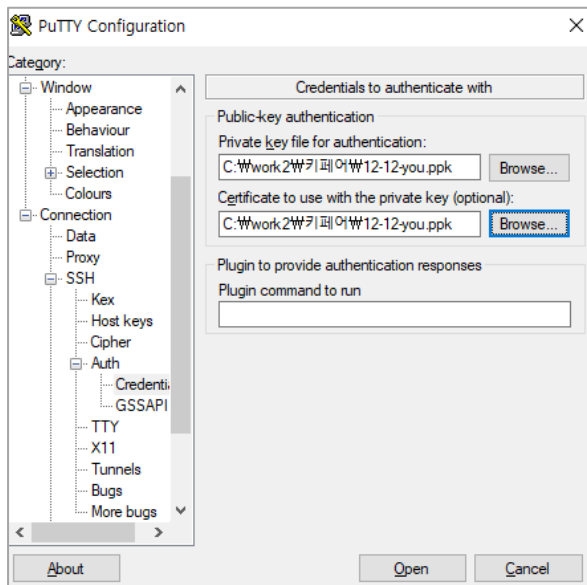 PuTTY Configuration
Category:
Window
Appearance
Behaviour
Translation
Selection
Colours
Connection
Data
Proxy
SSH
Kex
Host keys
Cipher
Auth
Credentia
GSSAPI
TTY
X11
Tunnels
Bugs
More bugs
Credentials to authenticate with
Public-key authentication
Private key file for authentication:
C:₩work2₩키페어₩12-12-you.ppk
Browse...
Certificate to use with the private key (optional):
C:₩work2₩키페어₩12-12-you.ppk
Browse...
Plugin to provide authentication responses
Plugin command to run
About
Open
Cancel